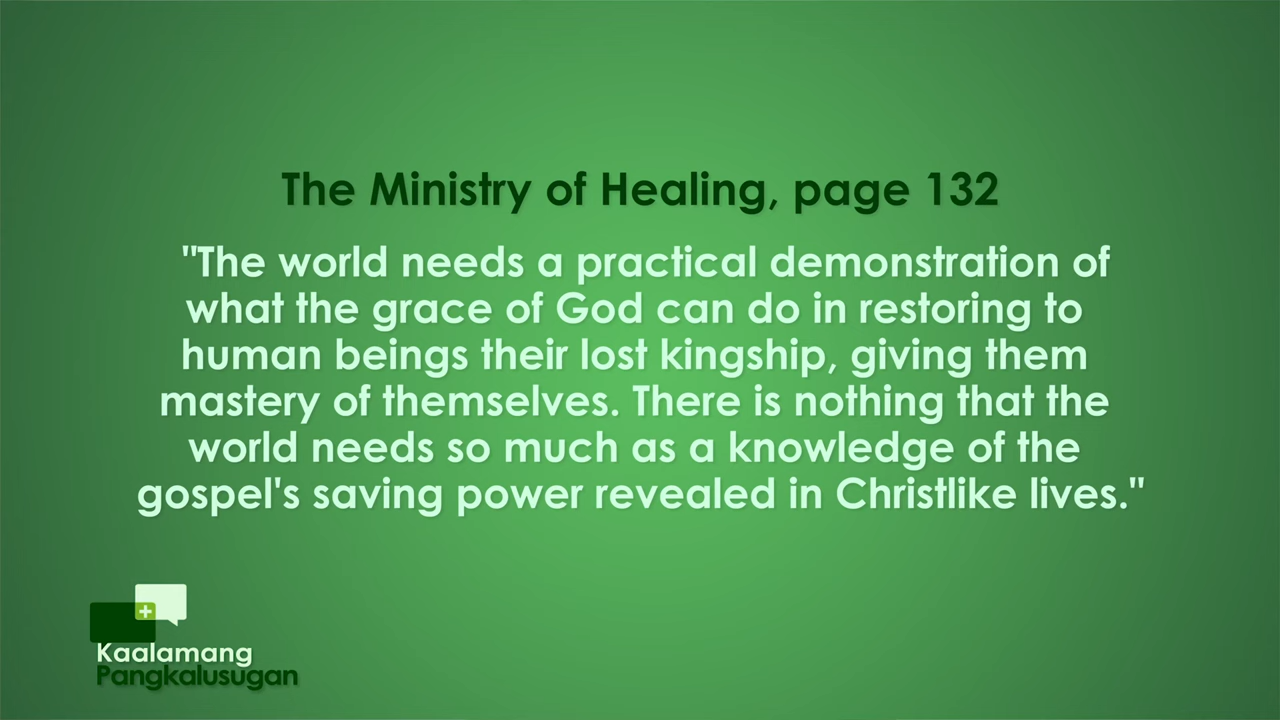 The Ministry of Healing, page 132
"The world needs a practical demonstration of
what the grace of God can do in restoring to
human beings their lost kingship, giving them
mastery of themselves. There is nothing that the
world needs so much as a knowledge of the
gospel's saving power revealed in Christlike lives."
Kaalamang
Pangkalusugan